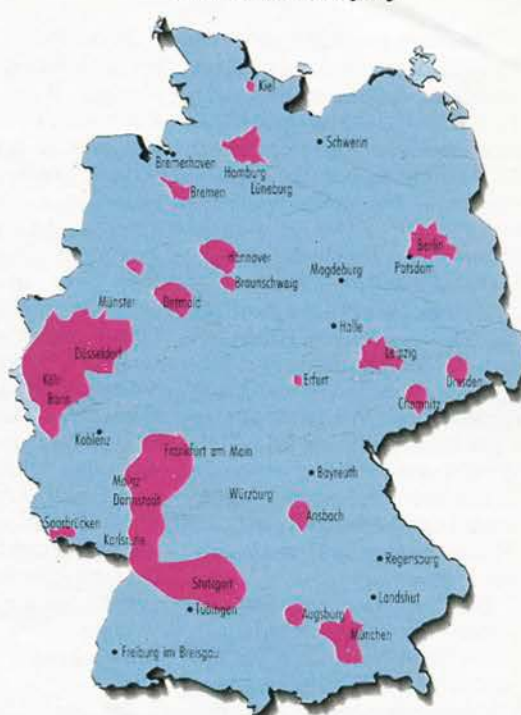 Kiel
Schwerin
Bremerhaven
Hamburg
Lüneburg
Bremen
Berlin
Hannover
Potsdam
Braunschweig
Magdeburg
Münster
Detmold
Halle
Düsseldorf
Leipzig
Köln
Erfurt
Dresden
Bonn
Chemnitz
Koblenz
Frankfurt am Main
Mainz
Bayreuth
Darmstadt
Würzburg
Saarbrücken
Ansbach
Karlsruhe
Regensburg
Stuttgart
Tübingen
Augsburg
Landshut
München
Freiburg im Breisgau